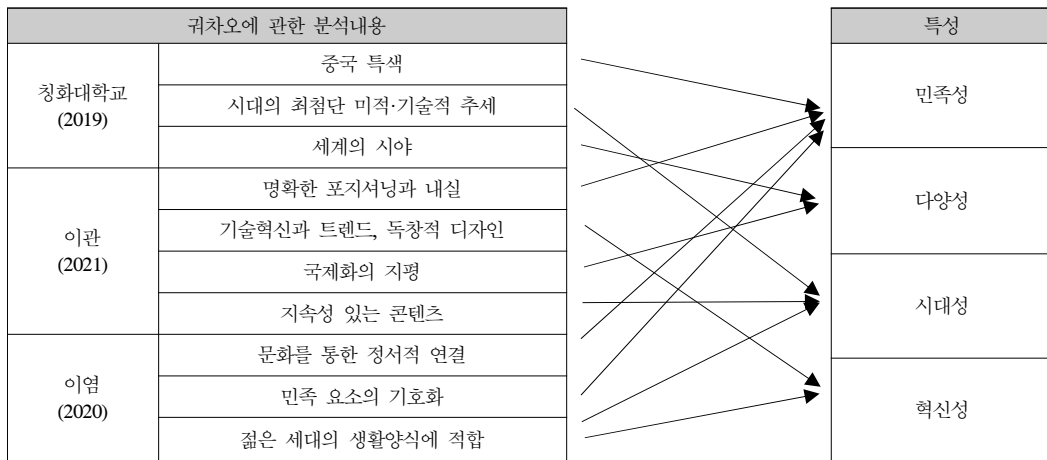 궈차오에 관한 분석내용
특성
칭화대학교
(2019)
중국 특색
시대의 최첨단 미적·기술적 추세
세계의 시야
이관
(2021)
명확한 포지셔닝과 내실
기술혁신과 트렌드, 독창적 디자인
국제화의 지평
지속성 있는 콘텐츠
이염
(2020)
문화를 통한 정서적 연결
민족 요소의 기호화
젊은 세대의 생활양식에 적합
민족성
다양성
시대성
혁신성